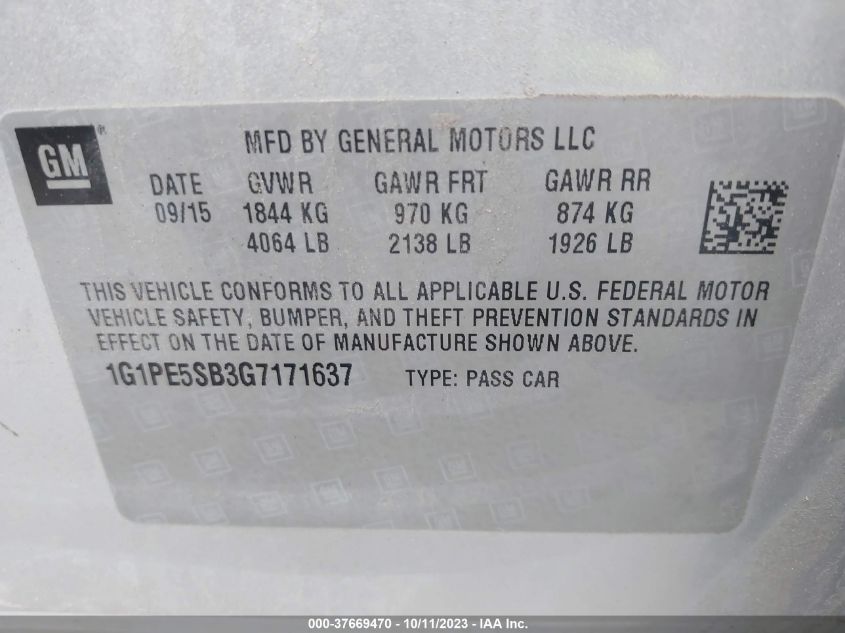 GM®
MFD BY GENERAL MOTORS LLC
DATE GVWR GAWR FRT GAWR RR
09/15 1844 KG 970 KG 874 KG
4064 LB 2138 LB 1926 LB
THIS VEHICLE CONFORMS TO ALL APPLICABLE U.S. FEDERAL MOTOR
VEHICLE SAFETY, BUMPER, AND THEFT PREVENTION STANDARDS IN
EFFECT ON THE DATE OF MANUFACTURE SHOWN ABOVE.
1G1PE5SB3G7171637 TYPE: PASS CAR
000-37669470 - 10/11/2023 - IAA Inc.